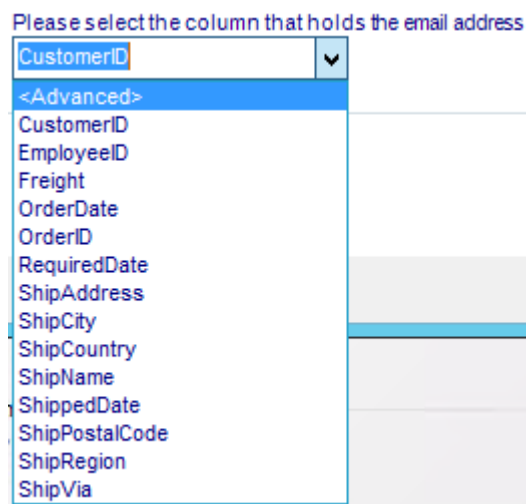 Please select the column that holds the email address
CustomerID
<Advanced>
CustomerID
EmployeeID
Freight
OrderDate
OrderID
RequiredDate
ShipAddress
ShipCity
ShipCountry
ShipName
ShippedDate
ShipPostalCode
ShipRegion
ShipVia